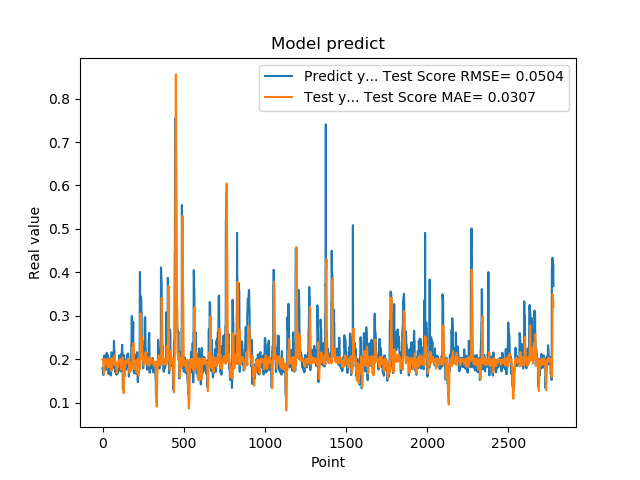 Model predict
Predict y... Test Score RMSE= 0.0504
Test y... Test Score MAE= 0.0307
Real value
0.8
0.7
0.6
0.5
0.4
0.3
0.2
0.1
0 500 1000 1500 2000 2500
Point